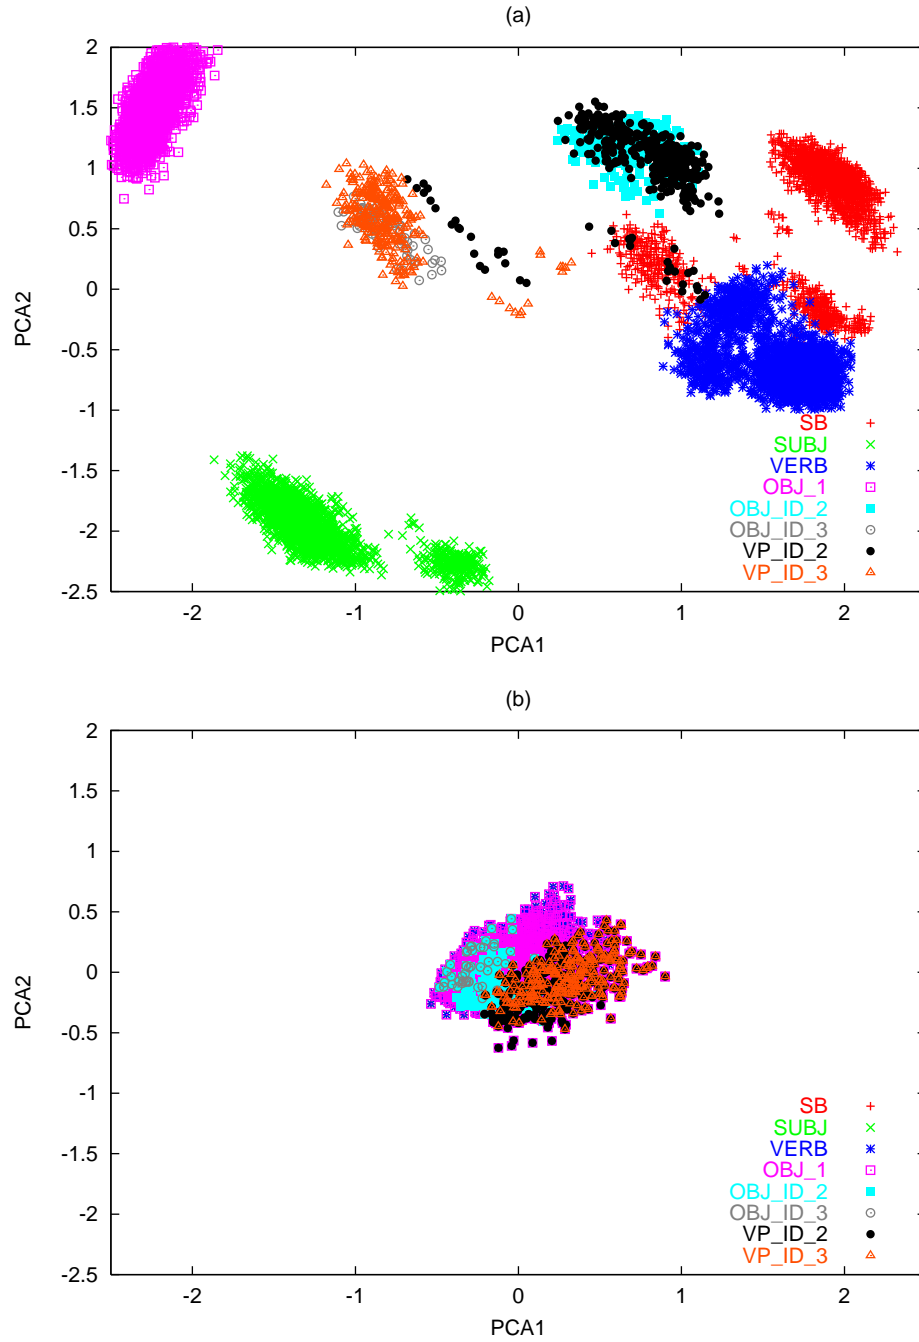 (a)
2
1.5
1
0.5
0
-0.5
-1
-1.5
-2
-2.5
PCA2
SB
SUBJ
VERB
OBJ_1
OBJ_ID_2
OBJ_ID_3
VP_ID_2
VP_ID_3
-2 -1 0 1 2
PCA1
(b)
2
1.5
1
0.5
0
-0.5
-1
-1.5
-2
-2.5
PCA2
SB
SUBJ
VERB
OBJ_1
OBJ_ID_2
OBJ_ID_3
VP_ID_2
VP_ID_3
-2 -1 0 1 2
PCA1